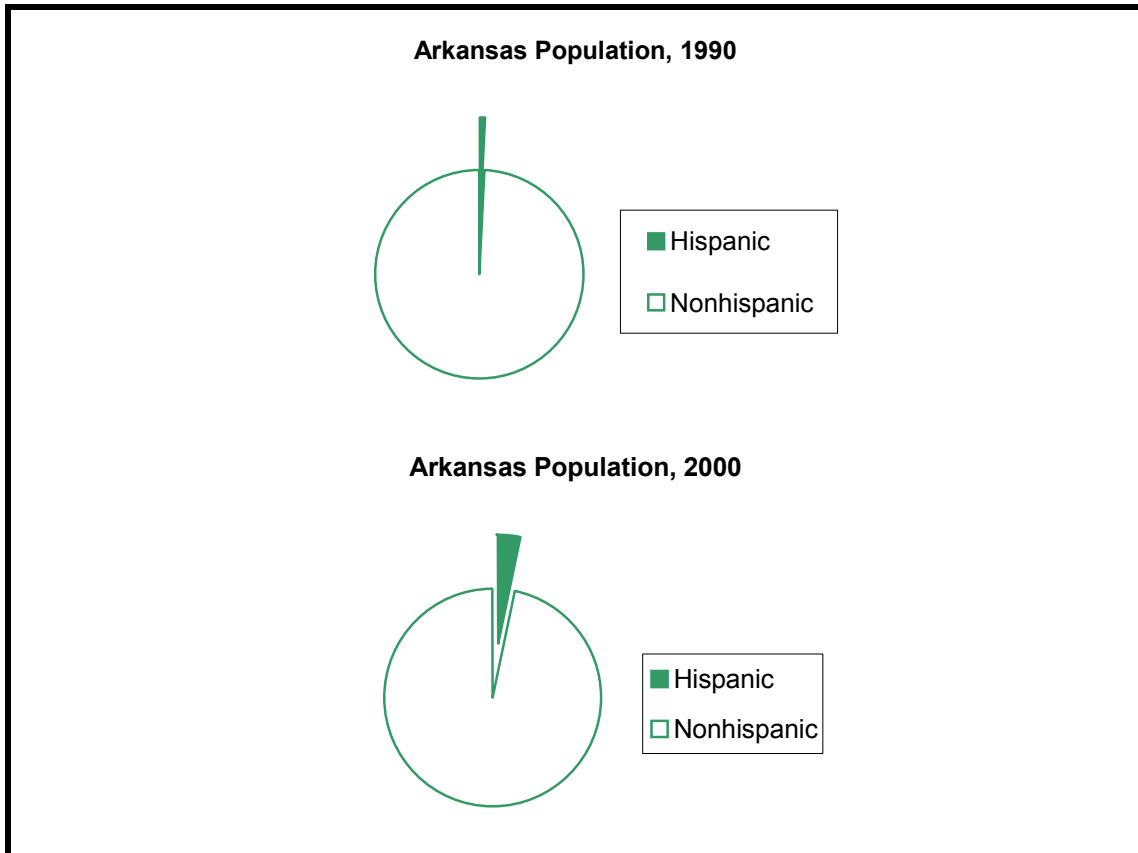 Arkansas Population, 1990
Hispanic
Nonhispanic
Arkansas Population, 2000
Hispanic
Nonhispanic